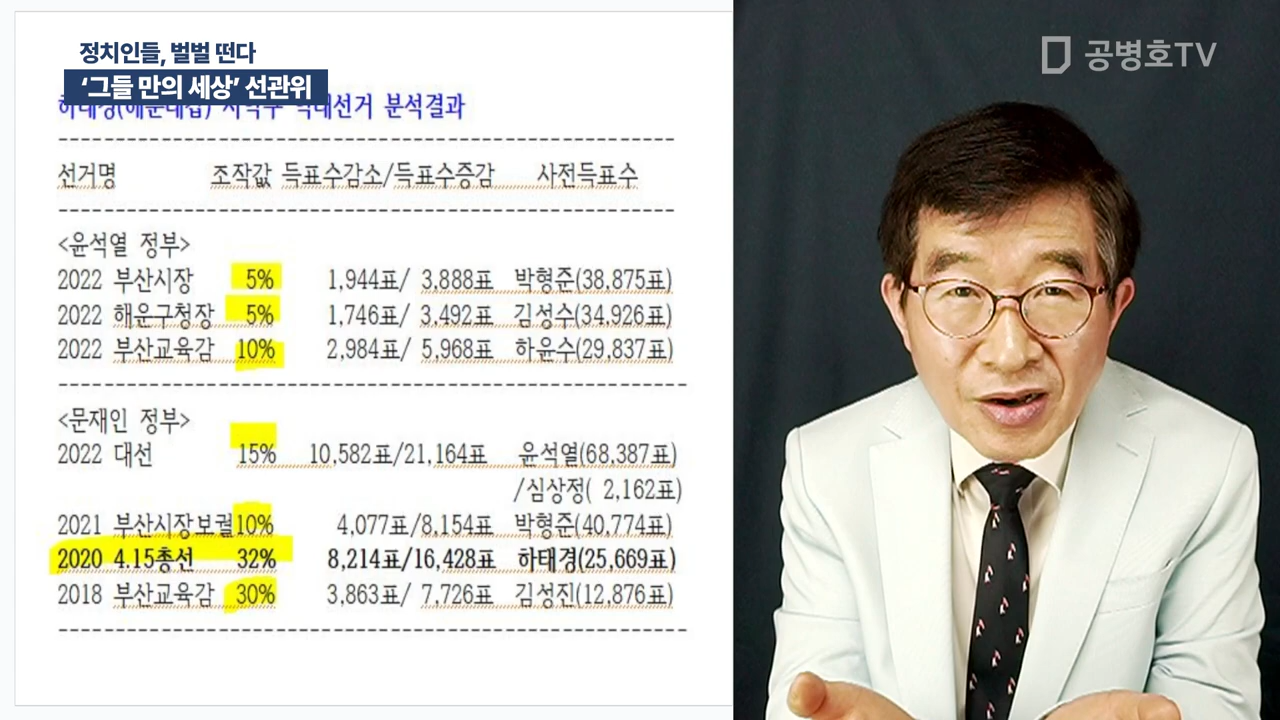 정치인들, 벌벌 떤다
‘그들 만의 세상’ 선관위
공병호TV
분석결과
--------------------------------------------------
선거명 조작값 득표수감소/득표수증감 사전득표수
--------------------------------------------------
<윤석열 정부>
2022 부산시장 5% 1,944표/ 3,888표 박형준(38,875표)
2022 해운구청장 5% 1,746표/ 3,492표 김성수(34,926표)
2022 부산교육감 10% 2,984표/ 5,968표 하윤수(29,837표)
--------------------------------------------------
<문재인 정부>
2022 대선 15% 10,582표/21,164표 윤석열(68,387표)
/심상정( 2,162표)
2021 부산시장보궐10% 4,077표/8,154표 박형준(40,774표)
2020 4.15총선 32% 8,214표/16,428표 하태경(25,669표)
2018 부산교육감 30% 3,863표/ 7,726표 김성진(12,876표)
--------------------------------------------------